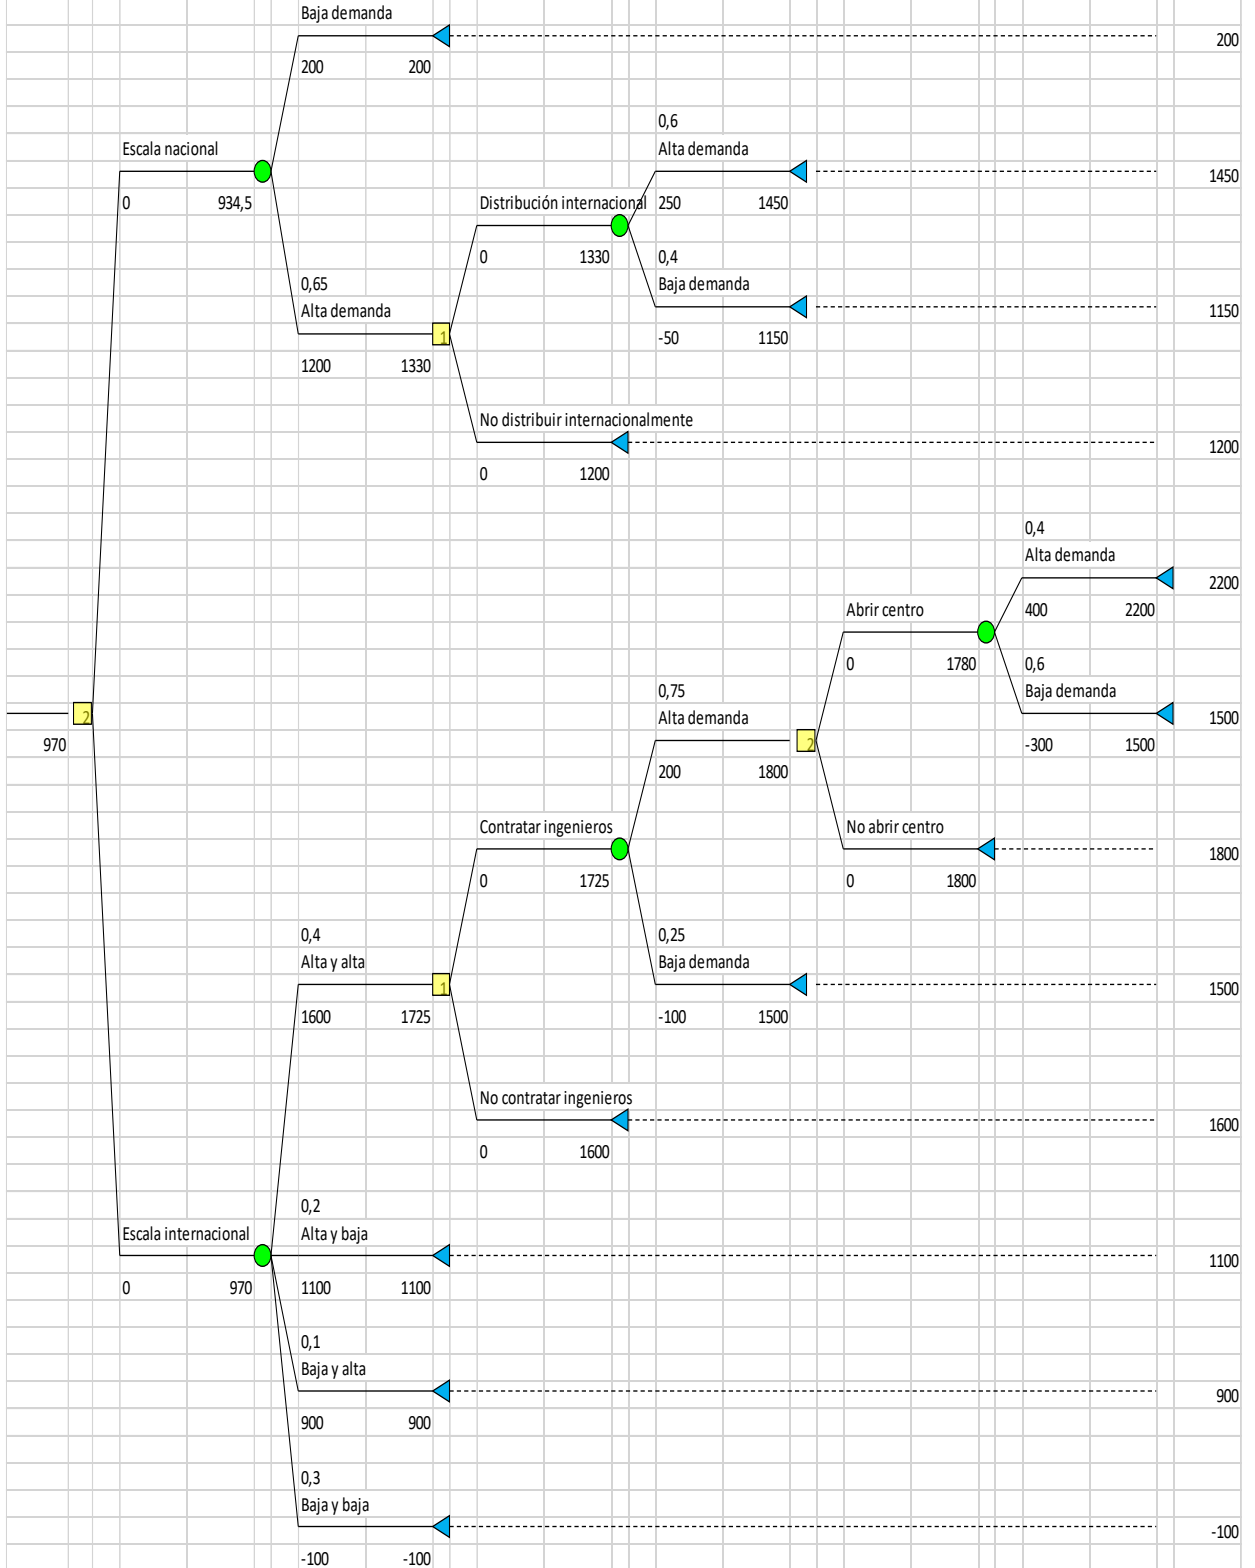 Baja demanda
200 200 200
0,6
Escala nacional Alta demanda
0 934,5 Distribución internacional 250 1450 1450
0 1330 0,4
0,65 Baja demanda
Alta demanda 1 -50 1150 1150
1200 1330
No distribuir internacionalmente
0 1200 1200
0,4
Alta demanda
Abrir centro 400 2200 2200
0 1780 0,6
0,75 Baja demanda
2 Alta demanda 2 -300 1500 1500
970 200 1800
Contratar ingenieros No abrir centro
0 1725 0 1800 1800
0,4 0,25
Alta y alta 1 Baja demanda
1600 1725 -100 1500 1500
No contratar ingenieros
0 1600 1600
0,2
Escala internacional Alta y baja
0 970 1100 1100 1100
0,1
Baja y alta
900 900 900
0,3
Baja y baja
-100 -100 -100